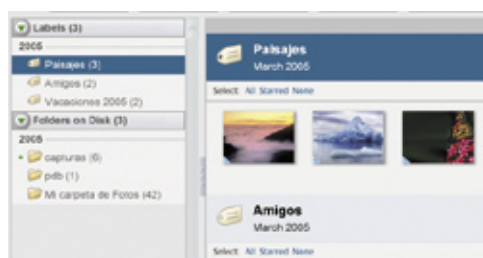 Labels (3)
2005
Paisajes (3)
Amigos (2)
Vacaciones 2005 (2)
Folders on Disk (3)
2005
capturas (6)
pdb (1)
Mi carpeta de Fotos (42)
Paisajes
March 2005
Select: All Starred None
Amigos
March 2005
Select: All Starred None